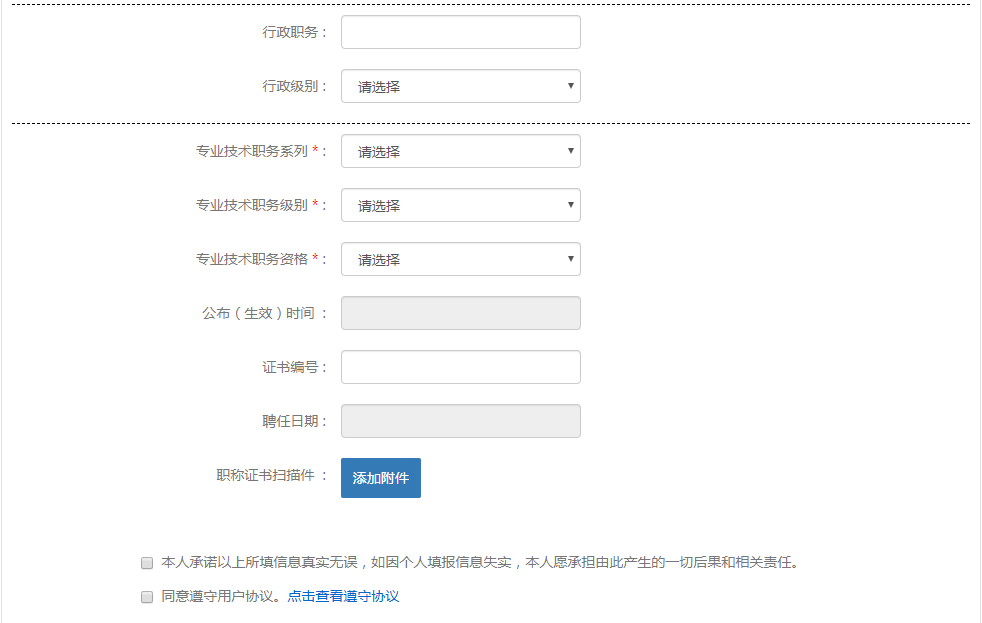 行政职务：
行政级别： 请选择
专业技术职务系列 *： 请选择
专业技术职务级别 *： 请选择
专业技术职务资格 *： 请选择
公布（生效）时间 ：
证书编号：
聘任日期：
职称证书扫描件 ： 添加附件
本人承诺以上所填信息真实无误，如因个人填报信息失实，本人愿承担由此产生的一切后果和相关责任。
同意遵守用户协议。点击查看遵守协议